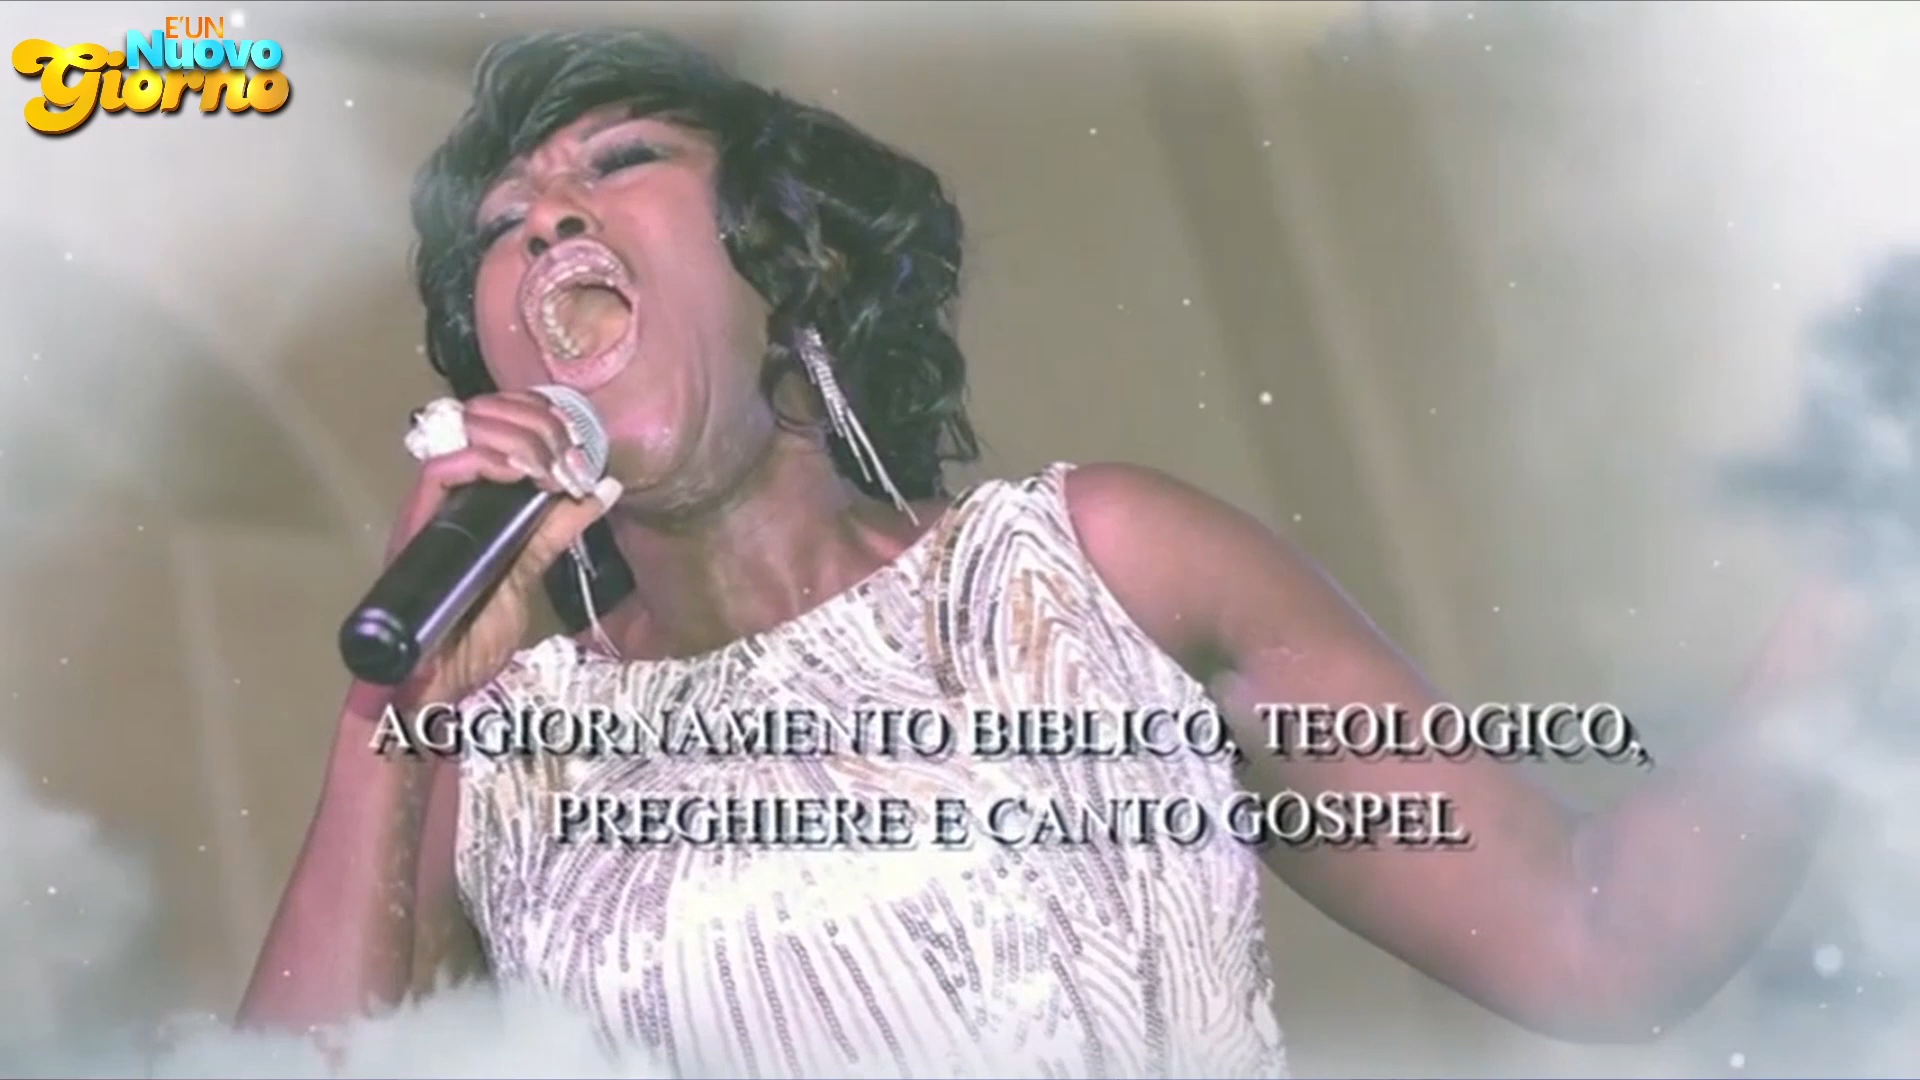 E'UN
Nuovo
Giorno
AGGIORNAMENTO BIBLICO, TEOLOGICO,
PREGHIERE E CANTO GOSPEL